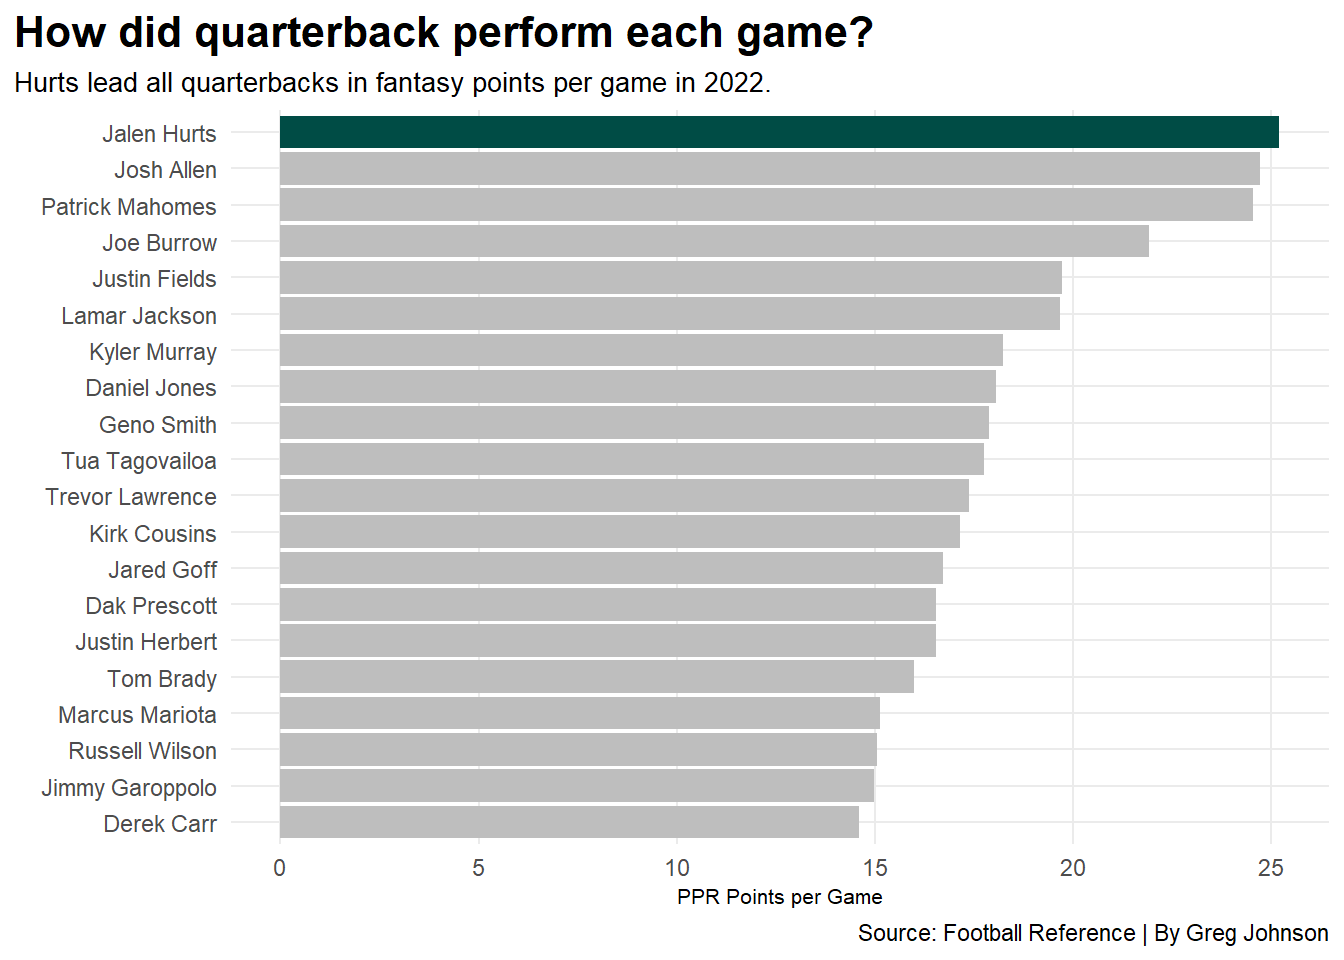 How did quarterback perform each game?
Hurts lead all quarterbacks in fantasy points per game in 2022.
Jalen Hurts
Josh Allen
Patrick Mahomes
Joe Burrow
Justin Fields
Lamar Jackson
Kyler Murray
Daniel Jones
Geno Smith
Tua Tagovailoa
Trevor Lawrence
Kirk Cousins
Jared Goff
Dak Prescott
Justin Herbert
Tom Brady
Marcus Mariota
Russell Wilson
Jimmy Garoppolo
Derek Carr
0 5 10 15 20 25
PPR Points per Game
Source: Football Reference | By Greg Johnson